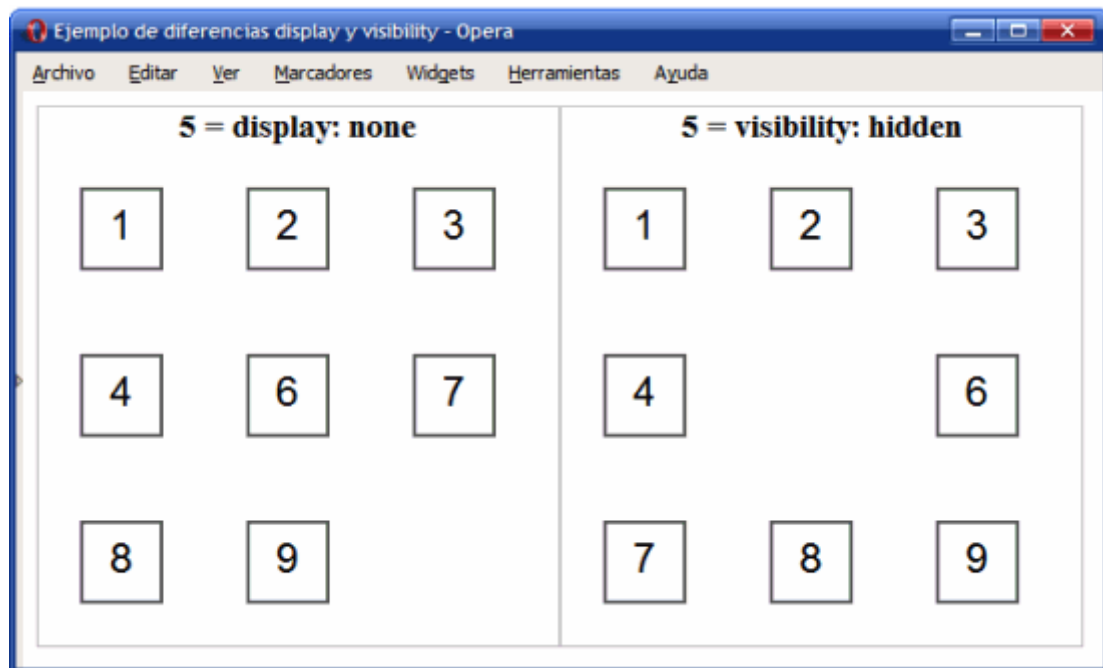 Ejemplo de diferencias display y visibility - Opera
Archivo Editar Ver Marcadores Widgets Herramientas Ayuda
5 = display: none
1 2 3
4 6 7
8 9
5 = visibility: hidden
1 2 3
4 6
7 8 9